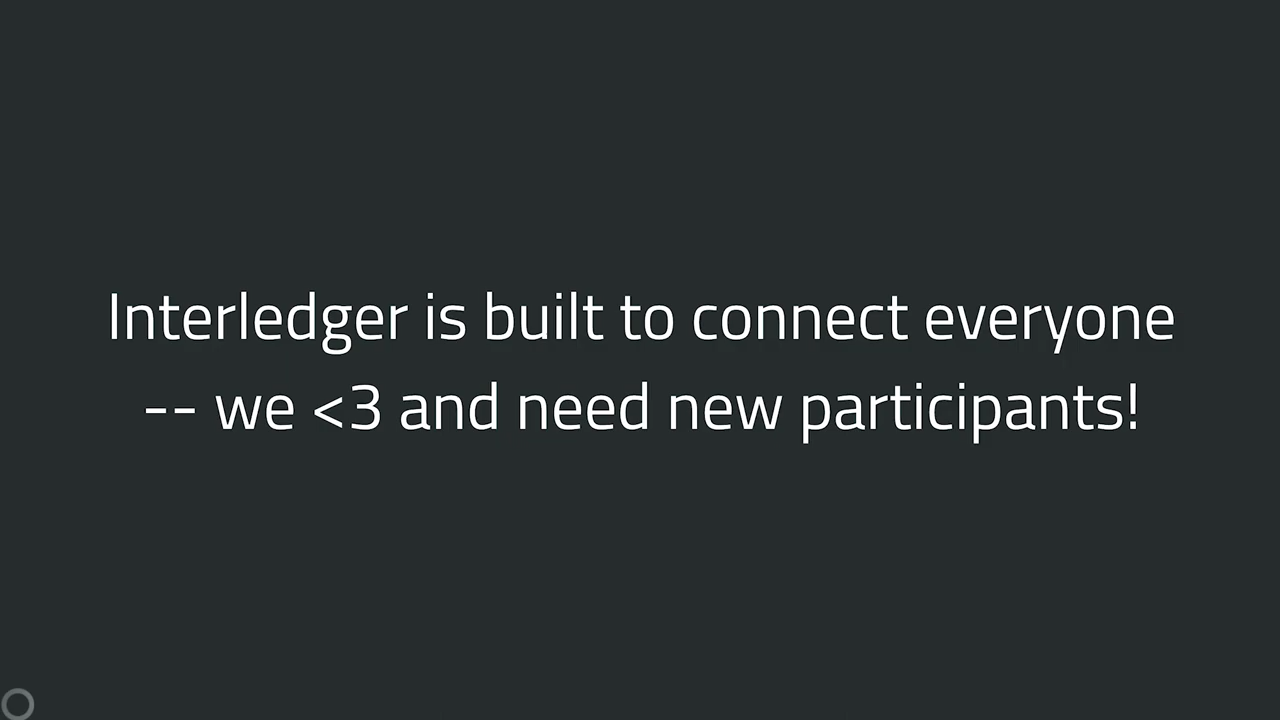 Interledger is built to connect everyone
-- we <3 and need new participants!